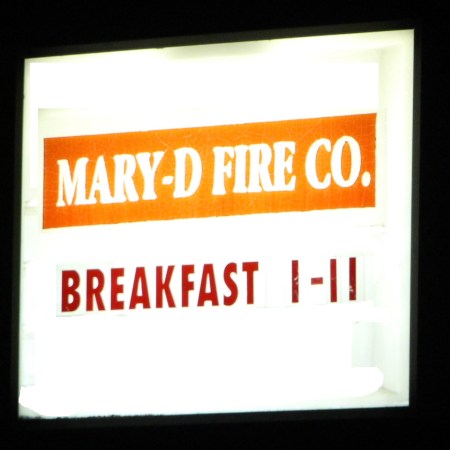 MARY-D FIRE CO.
BREAKFAST 1-11